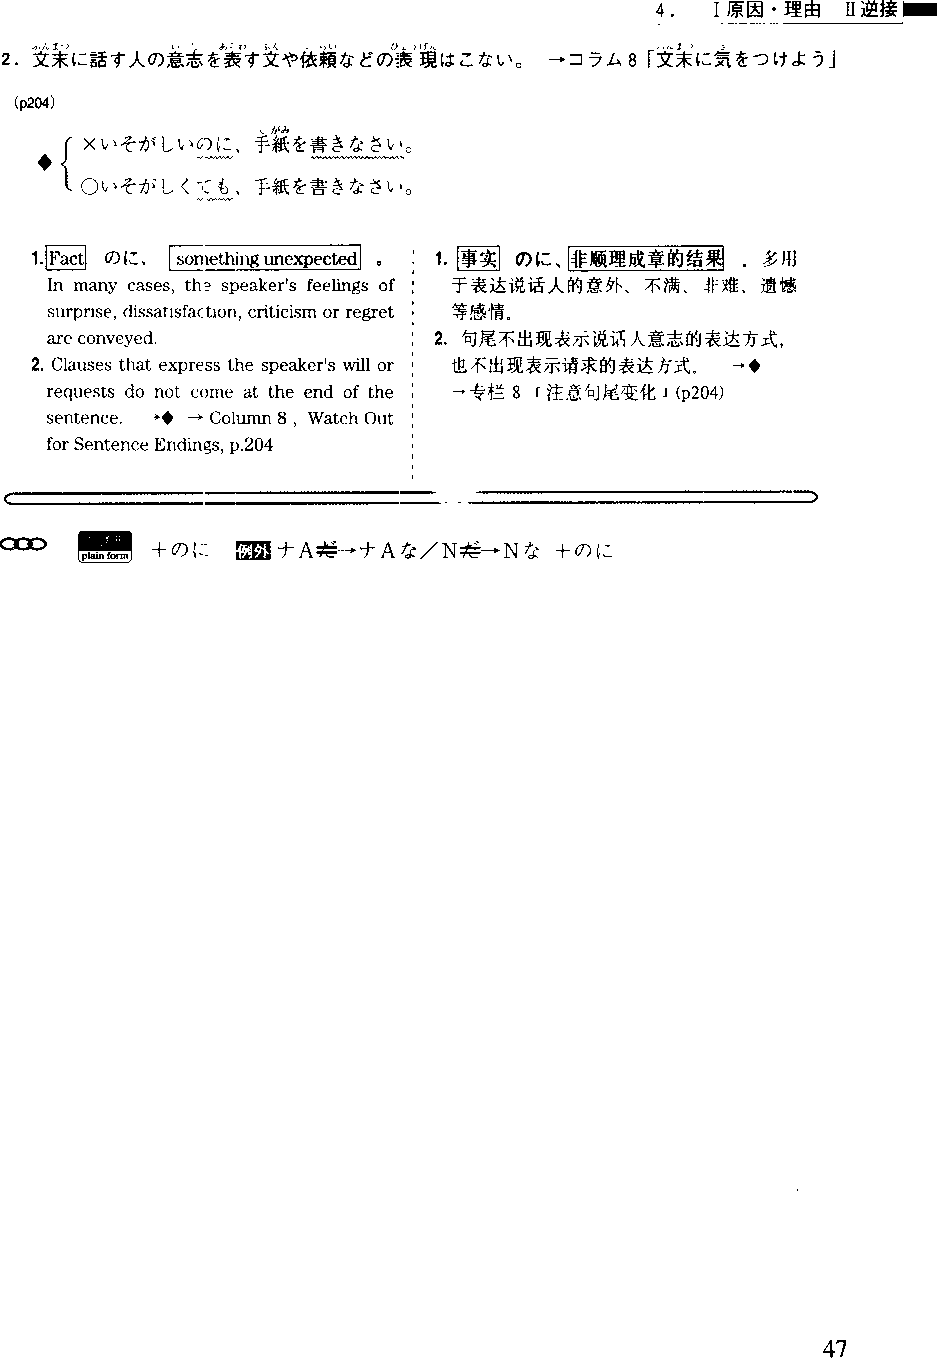 4. Ⅰ原因・理由 Ⅱ逆接
2. 文末に話す人の意志を表す文や依頼などの表現はこない。 →コラム8「文末に気をつけよう」
(p204)
◆ ×いそがしいのに、手紙を書きなさい。
○いそがしくても、手紙を書きなさい。
1. Fact のに、 something unexpected 。
In many cases, the speaker's feelings of
surprise, dissatisfaction, criticism or regret
are conveyed.
2. Clauses that express the speaker's will or
requests do not come at the end of the
sentence. →◆ → Column 8, Watch Out
for Sentence Endings, p.204
1. 事实 のに、 非顺理成章的结果 . 多用
于表达说话人的意外、不满、非难、遗憾
等感情。
2. 句尾不出现表示说话人意志的表达方式,
也不出现表示请求的表达方式。 →◆
→专栏 8 「注意句尾变化」(p204)
plain form +のに 例外 ナAだ→ナAな/Nだ→Nな +のに
47